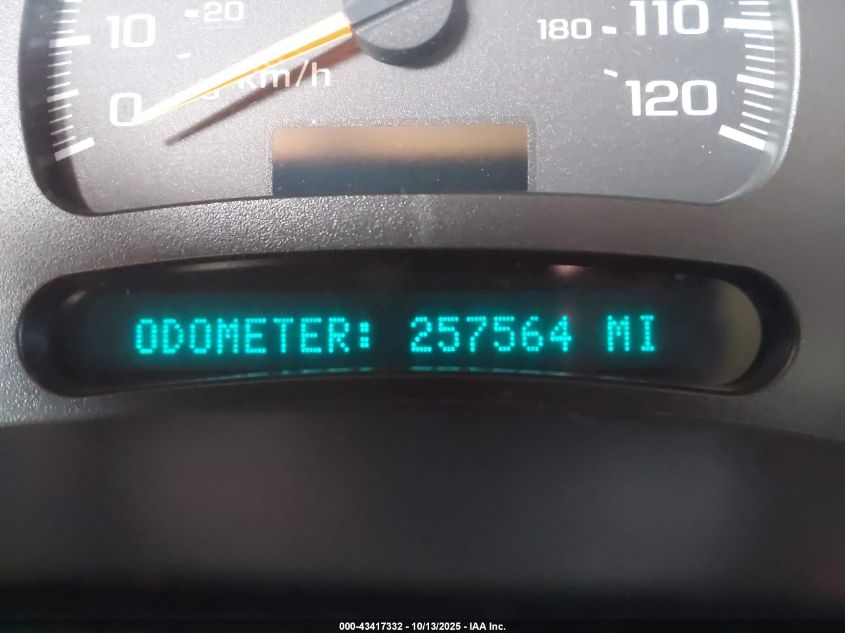 10 20 180 110
km/h
0 120
ODOMETER: 257564 MI
000-43417332 - 10/13/2025 - IAA Inc.